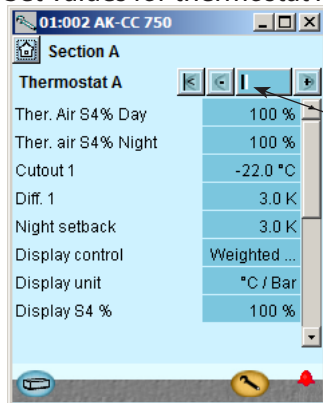 01:002 AK-CC 750
Section A
Thermostat A
Ther. Air S4% Day 100 %
Ther. air S4% Night 100 %
Cutout 1 -22.0 °C
Diff. 1 3.0 K
Night setback 3.0 K
Display control Weighted ...
Display unit °C / Bar
Display S4 % 100 %